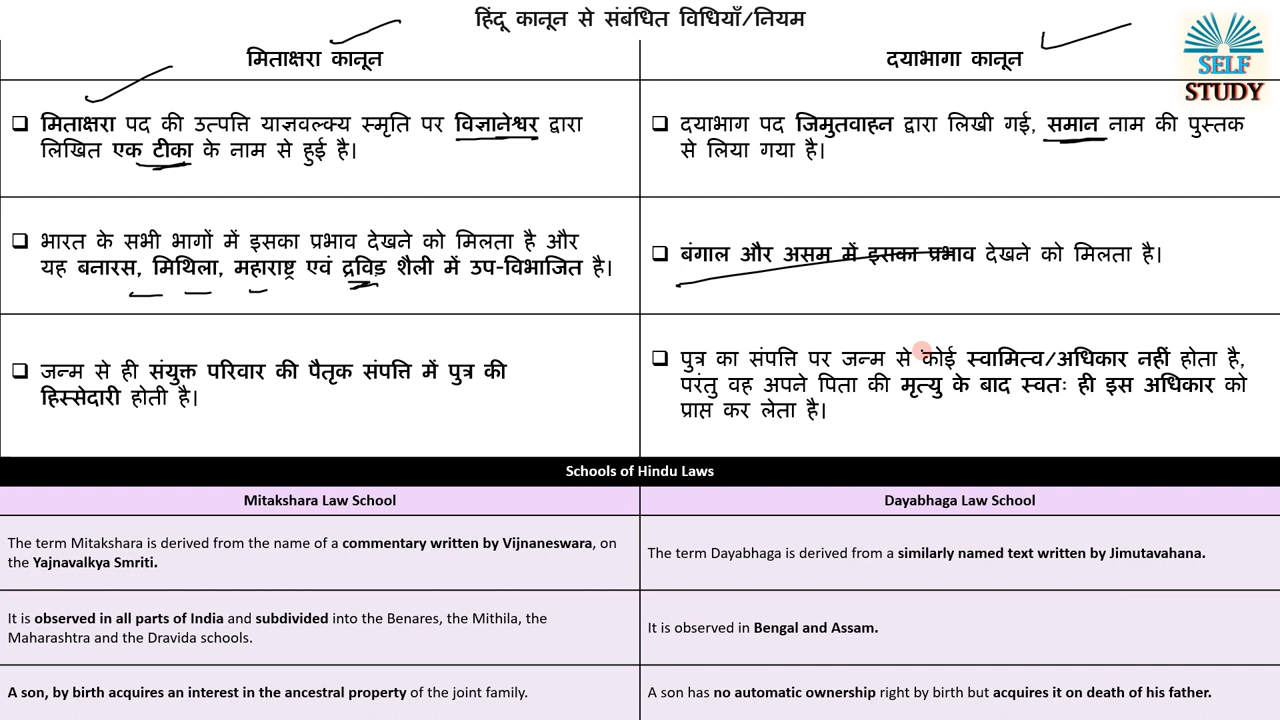 हिंदू कानून से संबंधित विधियाँ/नियम
मिताक्षरा कानून
दयाभागा कानून
SELF
STUDY
मिताक्षरा पद की उत्पत्ति याज्ञवल्क्य स्मृति पर विज्ञानेश्वर द्वारा
लिखित एक टीका के नाम से हुई है।
दयाभाग पद जिमुतवाहन द्वारा लिखी गई, समान नाम की पुस्तक
से लिया गया है।
भारत के सभी भागों में इसका प्रभाव देखने को मिलता है और
यह बनारस, मिथिला, महाराष्ट्र एवं द्रविड शैली में उप-विभाजित है।
बंगाल और असम में इसका प्रभाव देखने को मिलता है।
जन्म से ही संयुक्त परिवार की पैतृक संपत्ति में पुत्र की
हिस्सेदारी होती है।
पुत्र का संपत्ति पर जन्म से कोई स्वामित्व/अधिकार नहीं होता है,
परंतु वह अपने पिता की मृत्यु के बाद स्वतः ही इस अधिकार को
प्राप्त कर लेता है।
Schools of Hindu Laws
Mitakshara Law School
Dayabhaga Law School
The term Mitakshara is derived from the name of a commentary written by Vijnaneswara, on
the Yajnavalkya Smriti.
The term Dayabhaga is derived from a similarly named text written by Jimutavahana.
It is observed in all parts of India and subdivided into the Benares, the Mithila, the
Maharashtra and the Dravida schools.
It is observed in Bengal and Assam.
A son, by birth acquires an interest in the ancestral property of the joint family.
A son has no automatic ownership right by birth but acquires it on death of his father.